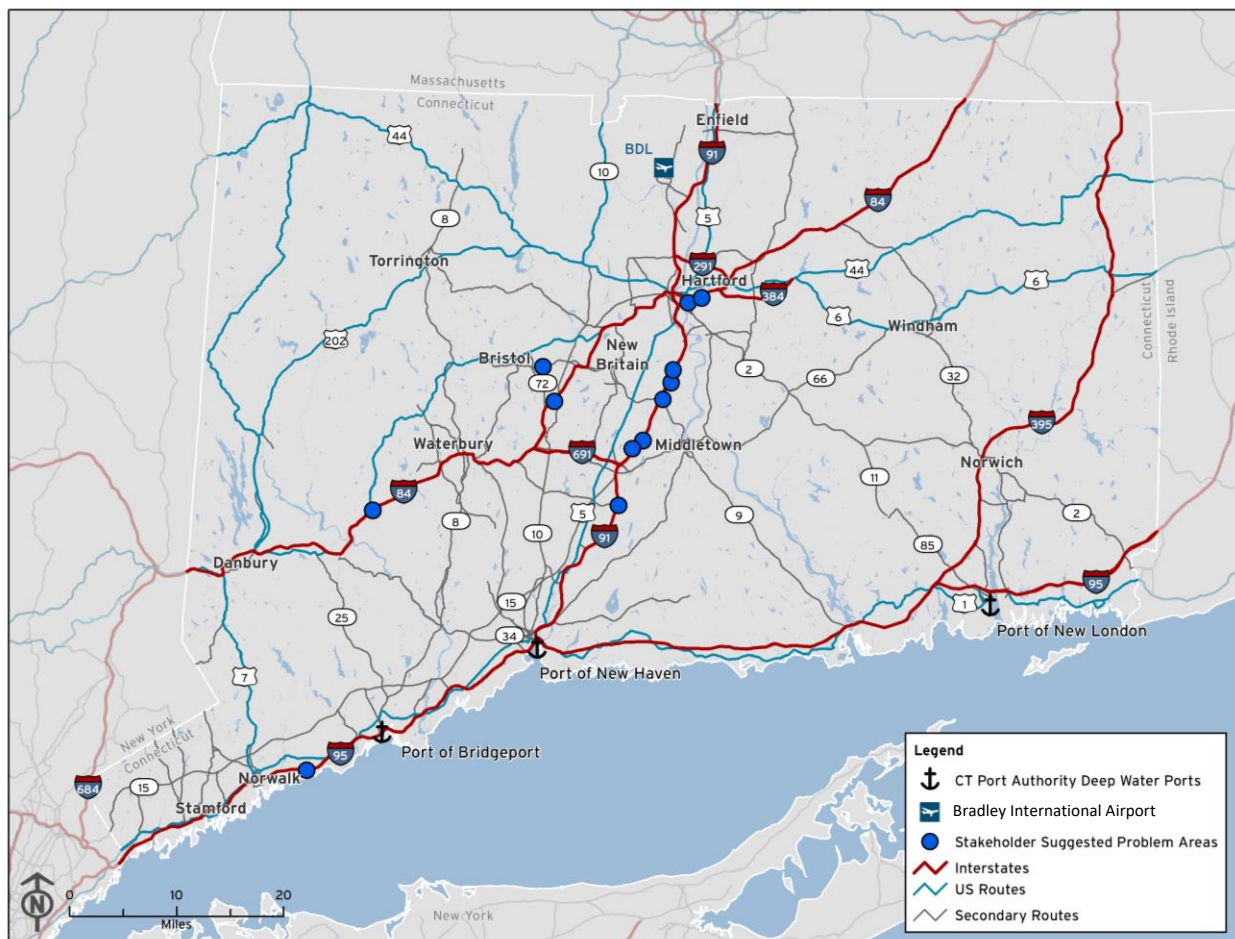 Massachusetts
Connecticut
Enfield
44
91
BDL
10
84
8
5
Torrington
291
Hartford
44
384
6
6
202
Windham
Connecticut
Rhode Island
New
Britain
Bristol
2
72
66
32
395
Waterbury
691
Middletown
Norwich
84
11
5
8
10
91
9
2
85
Danbury
95
15
25
1
34
Port of New London
Port of New Haven
7
New York
Connecticut
Port of Bridgeport
95
Norwalk
684
15
Stamford
Legend
CT Port Authority Deep Water Ports
Bradley International Airport
Stakeholder Suggested Problem Areas
Interstates
US Routes
Secondary Routes
N
0 10 20
Miles
New York